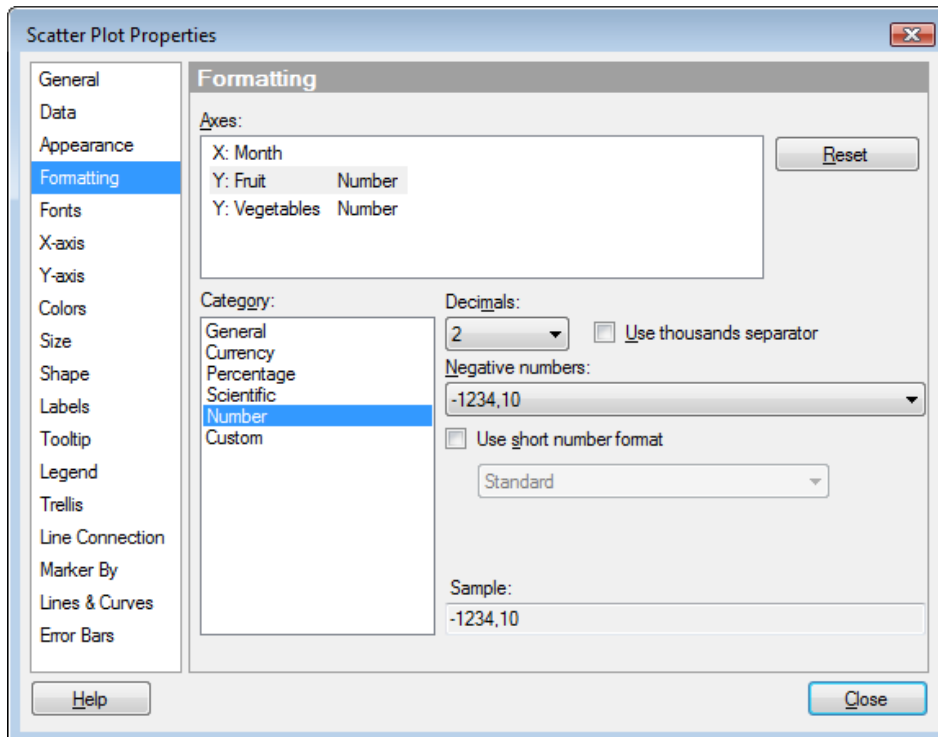 Scatter Plot Properties
General
Data
Appearance
Formatting
Fonts
X-axis
Y-axis
Colors
Size
Shape
Labels
Tooltip
Legend
Trellis
Line Connection
Marker By
Lines & Curves
Error Bars
Formatting
Axes:
X: Month
Y: Fruit Number
Y: Vegetables Number
Reset
Category:
General
Currency
Percentage
Scientific
Number
Custom
Decimals:
2 Use thousands separator
Negative numbers:
-1234,10
Use short number format
Standard
Sample:
-1234,10
Help
Close